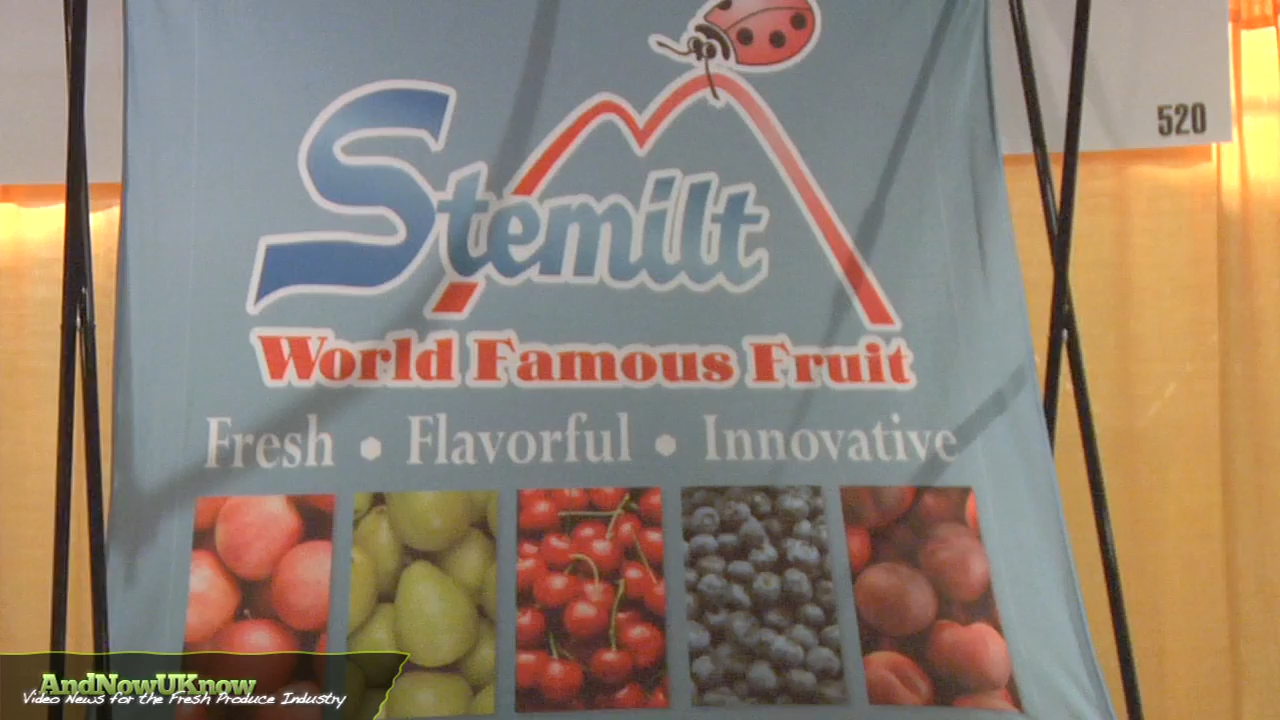 520
Stemilt
World Famous Fruit
Fresh • Flavorful • Innovative
AndNowUKnow
Video News for the Fresh Produce Industry